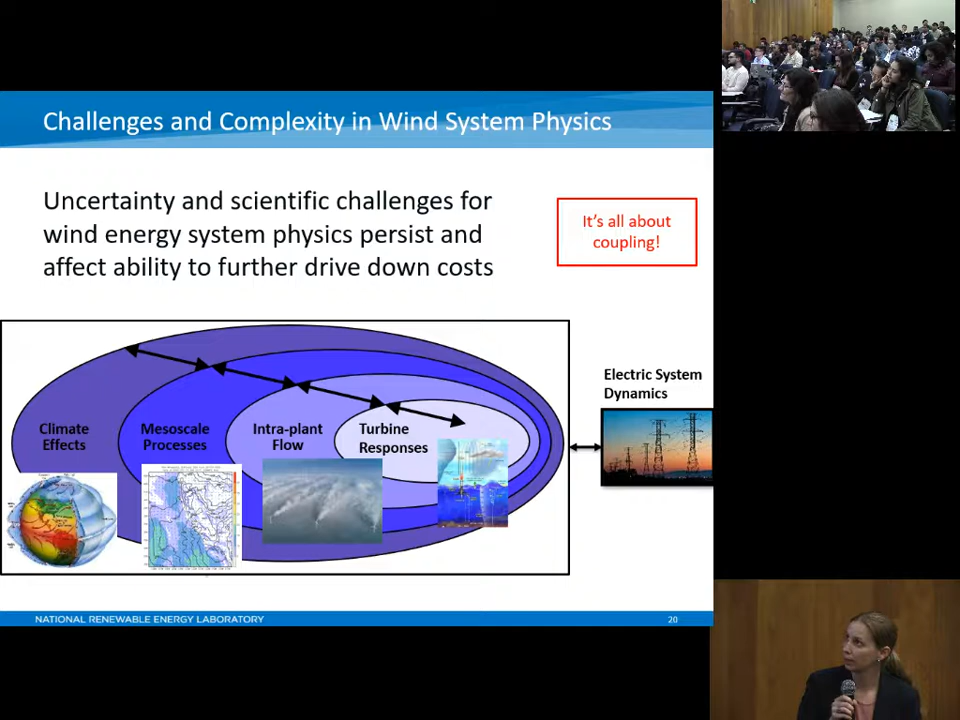 Challenges and Complexity in Wind System Physics
Uncertainty and scientific challenges for
wind energy system physics persist and
affect ability to further drive down costs
It's all about
coupling!
Electric System
Dynamics
Climate
Effects
Mesoscale
Processes
Intra-plant
Flow
Turbine
Responses
NATIONAL RENEWABLE ENERGY LABORATORY
20